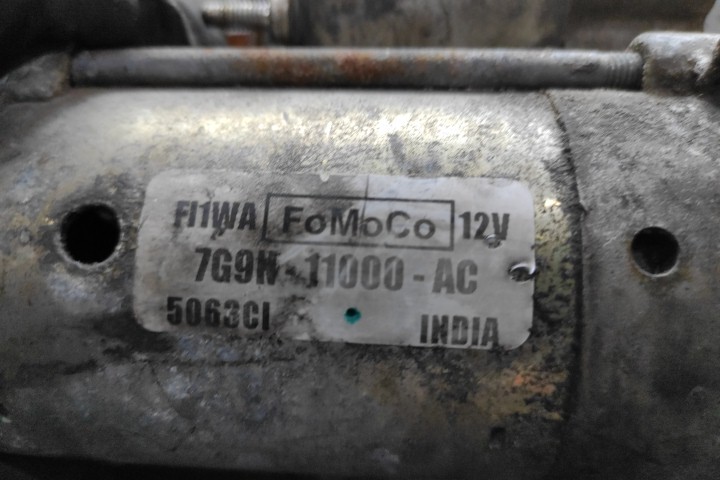 FI1WA FoMoCo 12V
7G9N-11000-AC
5063CI INDIA